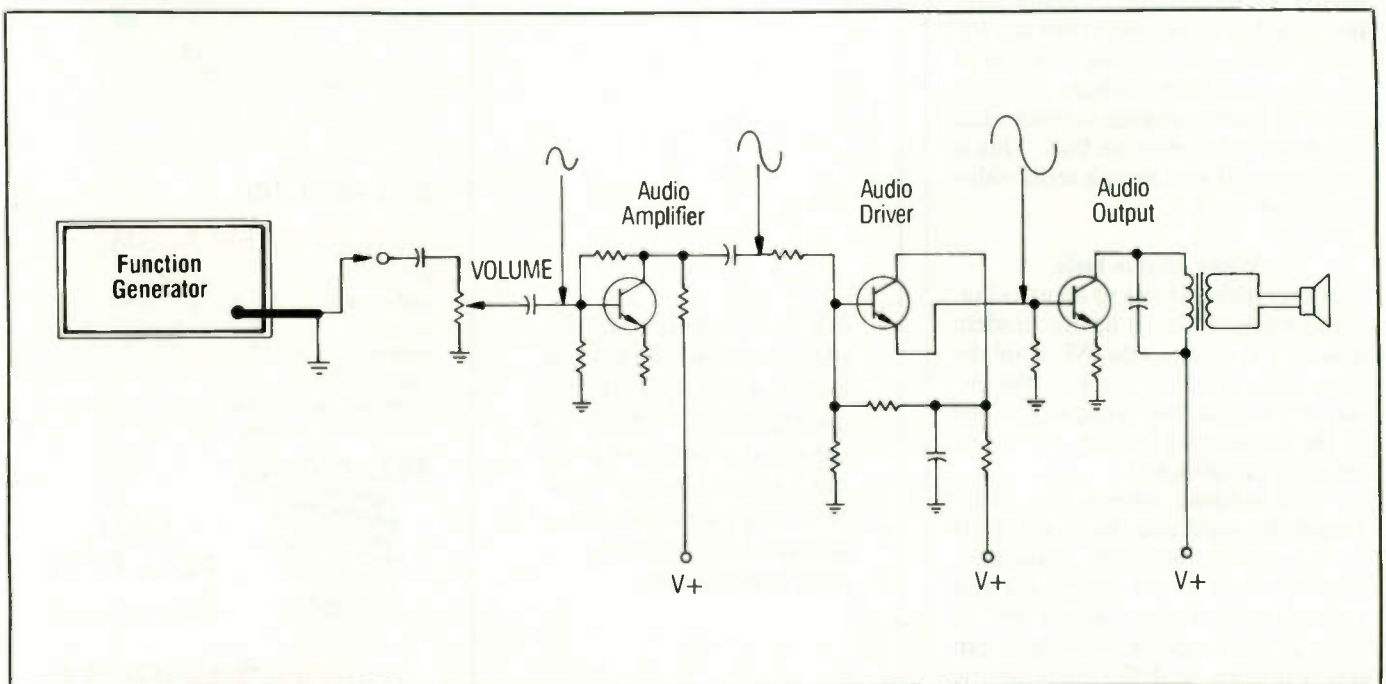 Function
Generator
VOLUME
Audio
Amplifier
Audio
Driver
Audio
Output
V+
V+
V+